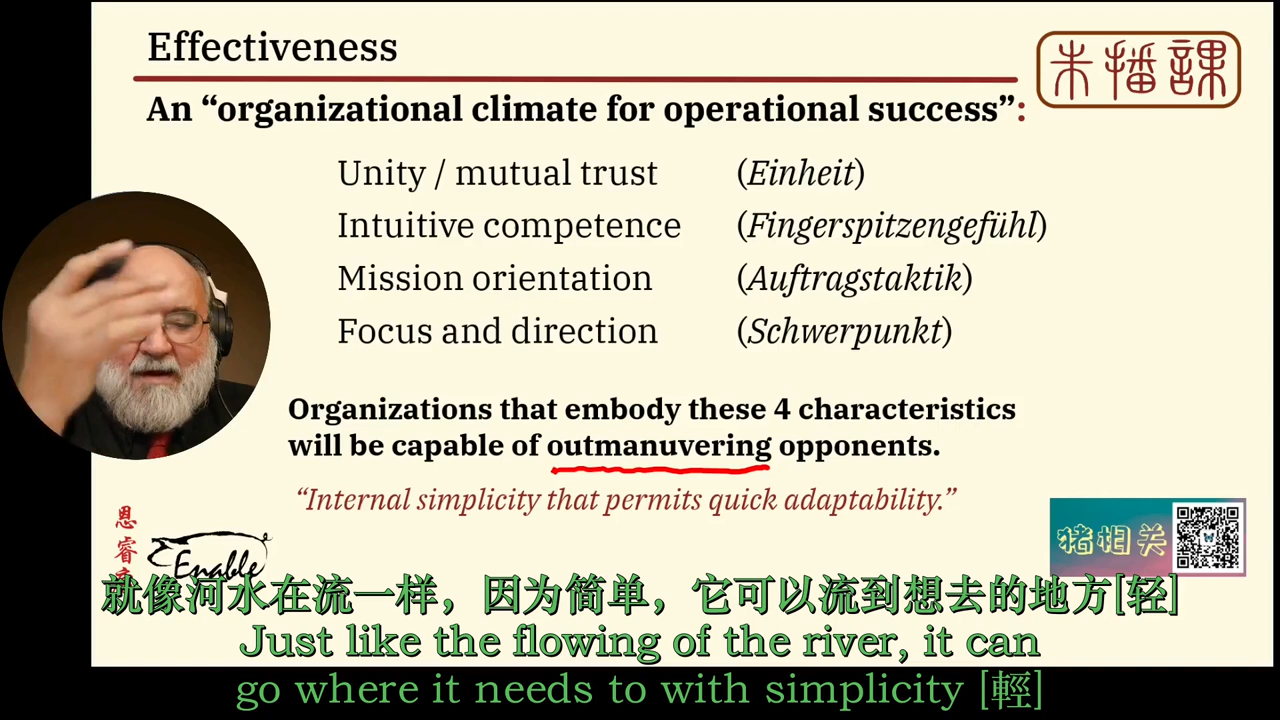 Effectiveness
未播課
An “organizational climate for operational success”:
Unity / mutual trust (Einheit)
Intuitive competence (Fingerspitzengefühl)
Mission orientation (Auftragstaktik)
Focus and direction (Schwerpunkt)
Organizations that embody these 4 characteristics
will be capable of outmanuvering opponents.
“Internal simplicity that permits quick adaptability.”
恩睿
Enable
猪相关
就像河水在流一样，因为简单，它可以流到想去的地方[轻]
Just like the flowing of the river, it can
go where it needs to with simplicity [輕]